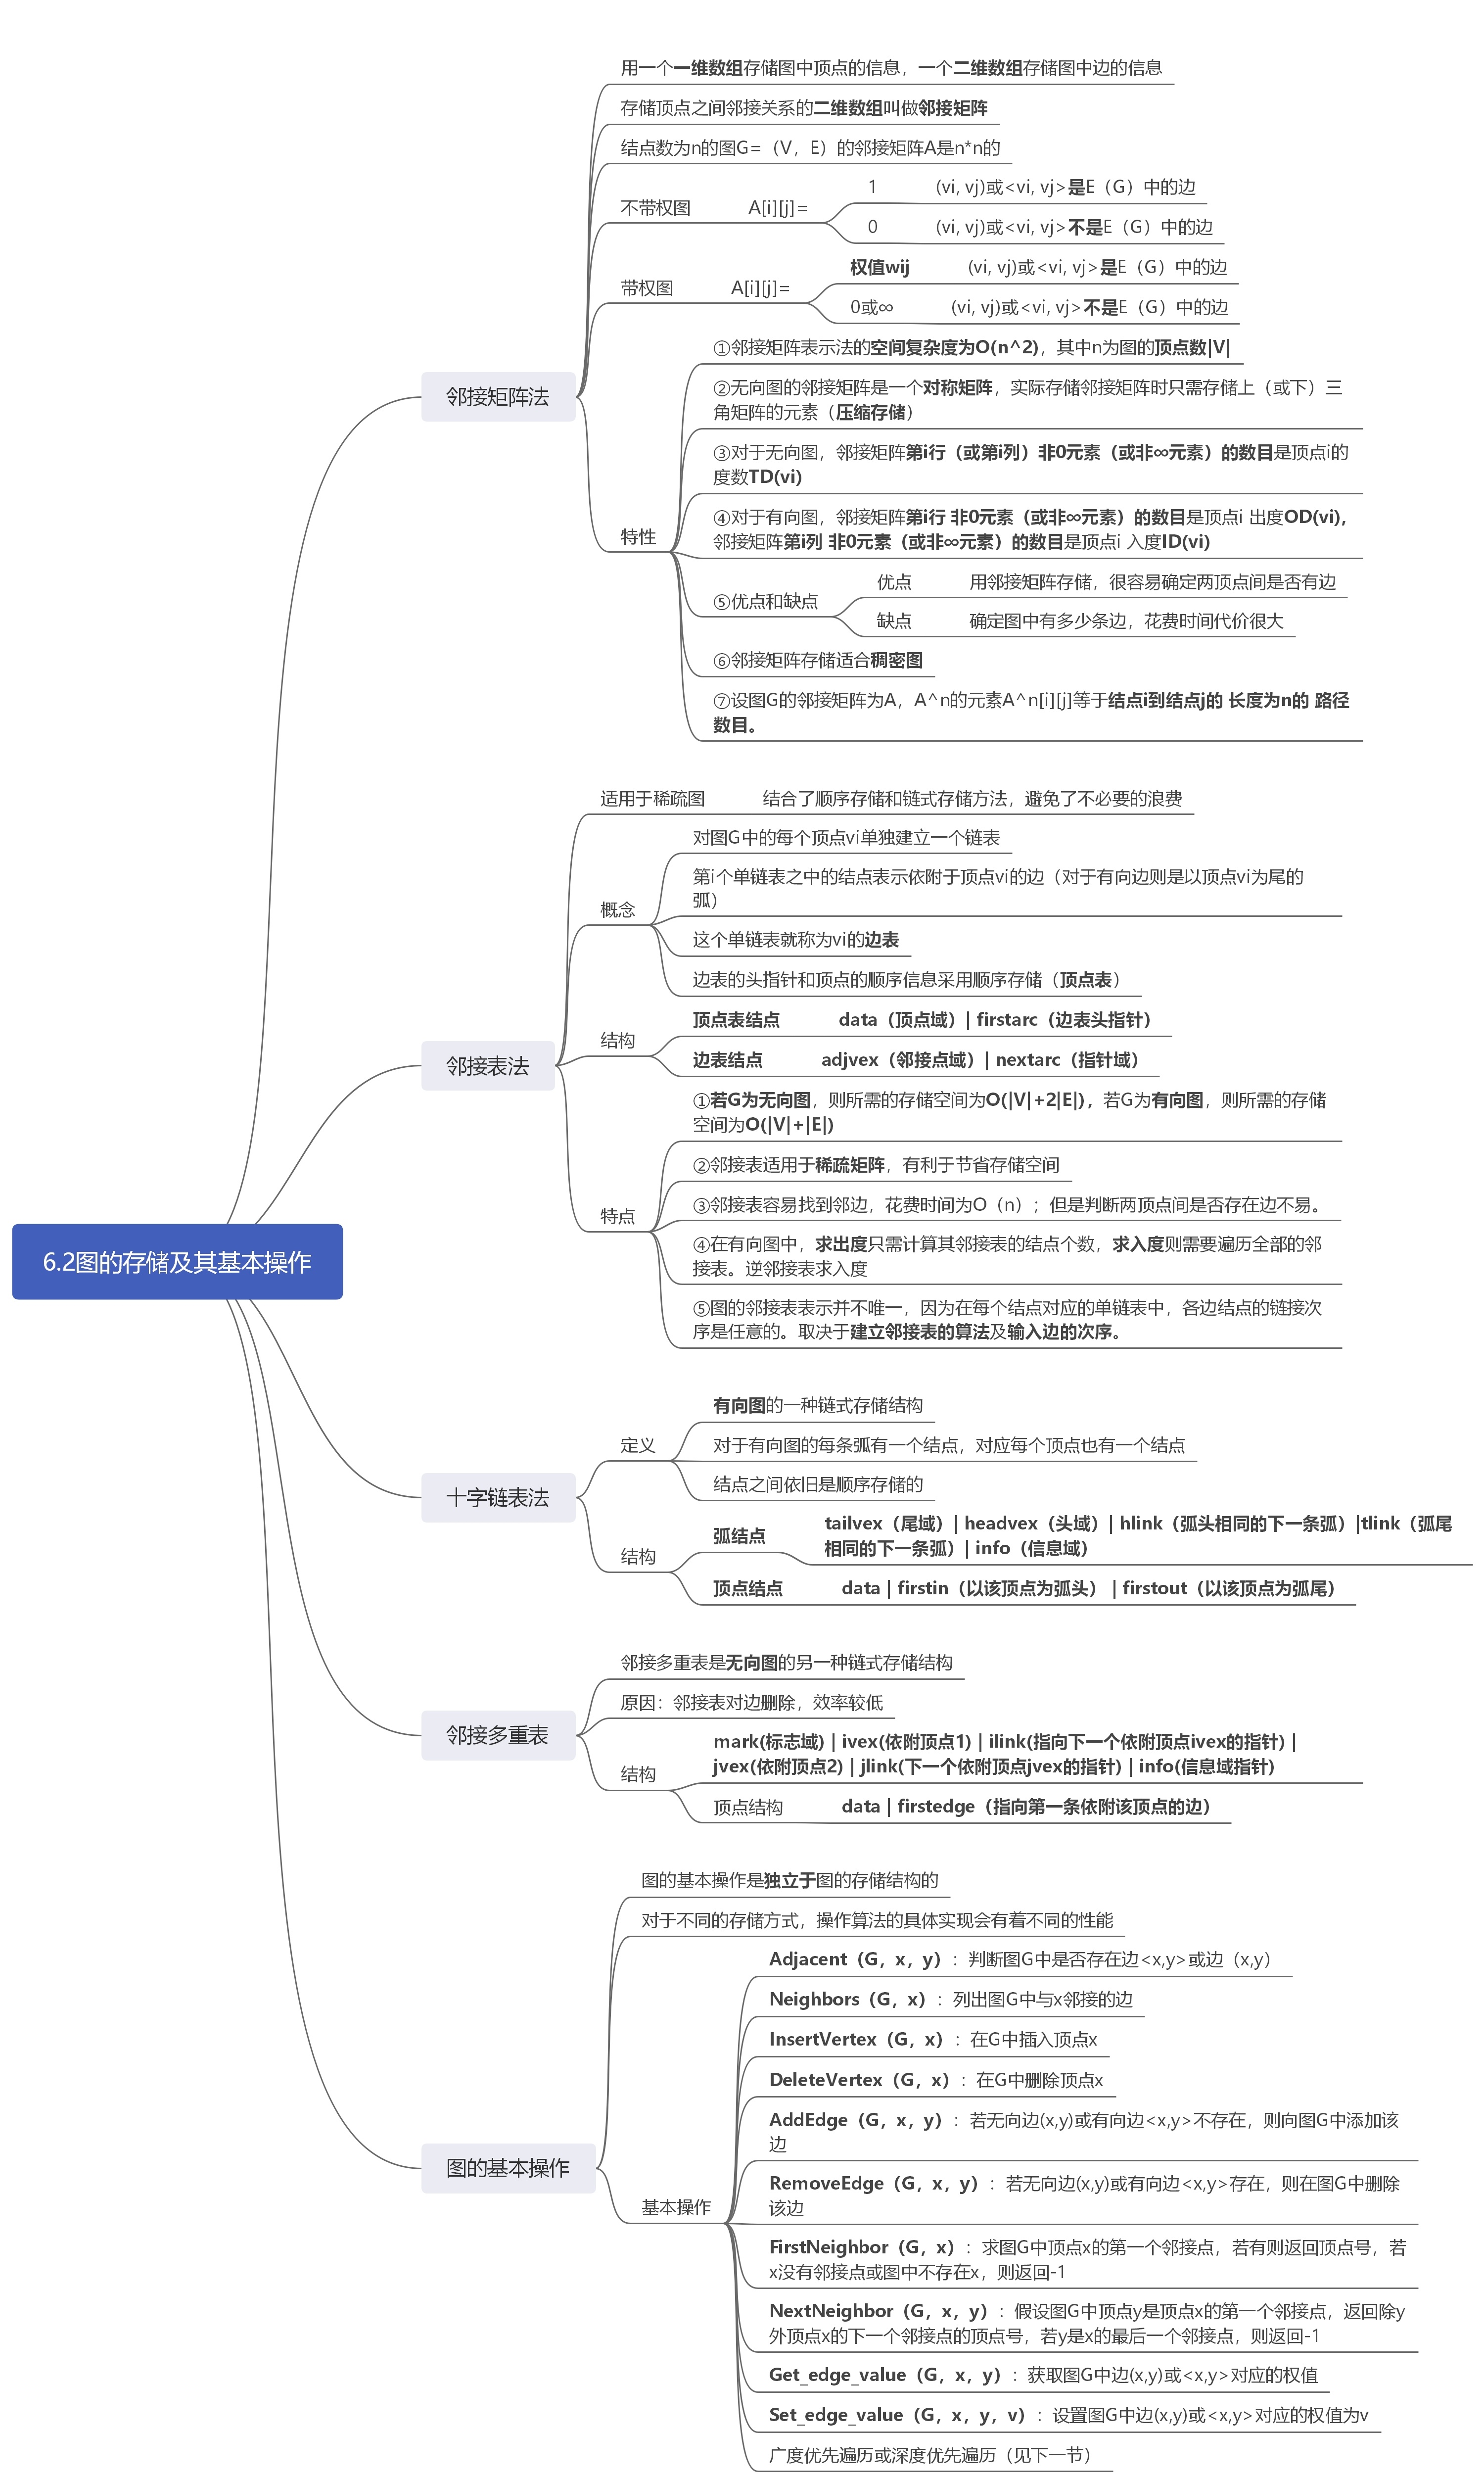 用一个一维数组存储图中顶点的信息，一个二维数组存储图中边的信息
存储顶点之间邻接关系的二维数组叫做邻接矩阵
结点数为n的图G=（V，E）的邻接矩阵A是n*n的
不带权图 A[i][j]=
1 (vi, vj)或<vi, vj>是E（G）中的边
0 (vi, vj)或<vi, vj>不是E（G）中的边
带权图 A[i][j]=
权值wij (vi, vj)或<vi, vj>是E（G）中的边
0或∞ (vi, vj)或<vi, vj>不是E（G）中的边
邻接矩阵法
特性
①邻接矩阵表示法的空间复杂度为O(n^2)，其中n为图的顶点数|V|
②无向图的邻接矩阵是一个对称矩阵，实际存储邻接矩阵时只需存储上（或下）三
角矩阵的元素（压缩存储）
③对于无向图，邻接矩阵第i行（或第i列）非0元素（或非∞元素）的数目是顶点i的
度数TD(vi)
④对于有向图，邻接矩阵第i行 非0元素（或非∞元素）的数目是顶点i 出度OD(vi)，
邻接矩阵第i列 非0元素（或非∞元素）的数目是顶点i 入度ID(vi)
⑤优点和缺点
优点 用邻接矩阵存储，很容易确定两顶点间是否有边
缺点 确定图中有多少条边，花费时间代价很大
⑥邻接矩阵存储适合稠密图
⑦设图G的邻接矩阵为A，A^n的元素A^n[i][j]等于结点i到结点j的 长度为n的 路径
数目。
适用于稀疏图 结合了顺序存储和链式存储方法，避免了不必要的浪费
概念
对图G中的每个顶点vi单独建立一个链表
第i个单链表之中的结点表示依附于顶点vi的边（对于有向边则是以顶点vi为尾的
弧）
这个单链表就称为vi的边表
边表的头指针和顶点的顺序信息采用顺序存储（顶点表）
邻接表法
结构
顶点表结点 data（顶点域）| firstarc（边表头指针）
边表结点 adjvex（邻接点域）| nextarc（指针域）
特点
①若G为无向图，则所需的存储空间为O(|V|+2|E|)，若G为有向图，则所需的存储
空间为O(|V|+|E|)
②邻接表适用于稀疏矩阵，有利于节省存储空间
③邻接表容易找到邻边，花费时间为O（n）；但是判断两顶点间是否存在边不易。
④在有向图中，求出度只需计算其邻接表的结点个数，求入度则需要遍历全部的邻
接表。逆邻接表求入度
⑤图的邻接表表示并不唯一，因为在每个结点对应的单链表中，各边结点的链接次
序是任意的。取决于建立邻接表的算法及输入边的次序。
6.2图的存储及其基本操作
十字链表法
定义
有向图的一种链式存储结构
对于有向图的每条弧有一个结点，对应每个顶点也有一个结点
结点之间依旧是顺序存储的
结构
弧结点
tailvex（尾域）| headvex（头域）| hlink（弧头相同的下一条弧）|tlink（弧尾
相同的下一条弧）| info（信息域）
顶点结点 data | firstin（以该顶点为弧头） | firstout（以该顶点为弧尾）
邻接多重表
邻接多重表是无向图的另一种链式存储结构
原因：邻接表对边删除，效率较低
结构
mark(标志域) | ivex(依附顶点1) | ilink(指向下一个依附顶点ivex的指针) |
jvex(依附顶点2) | jlink(下一个依附顶点jvex的指针) | info(信息域指针)
顶点结构 data | firstedge（指向第一条依附该顶点的边）
图的基本操作
图的基本操作是独立于图的存储结构的
对于不同的存储方式，操作算法的具体实现会有着不同的性能
基本操作
Adjacent（G，x，y）：判断图G中是否存在边<x,y>或边（x,y）
Neighbors（G，x）：列出图G中与x邻接的边
InsertVertex（G，x）：在G中插入顶点x
DeleteVertex（G，x）：在G中删除顶点x
AddEdge（G，x，y）：若无向边(x,y)或有向边<x,y>不存在，则向图G中添加该
边
RemoveEdge（G，x，y）：若无向边(x,y)或有向边<x,y>存在，则在图G中删除
该边
FirstNeighbor（G，x）：求图G中顶点x的第一个邻接点，若有则返回顶点号，若
x没有邻接点或图中不存在x，则返回-1
NextNeighbor（G，x，y）：假设图G中顶点y是顶点x的第一个邻接点，返回除y
外顶点x的下一个邻接点的顶点号，若y是x的最后一个邻接点，则返回-1
Get_edge_value（G，x，y）：获取图G中边(x,y)或<x,y>对应的权值
Set_edge_value（G，x，y，v）：设置图G中边(x,y)或<x,y>对应的权值为v
广度优先遍历或深度优先遍历（见下一节）